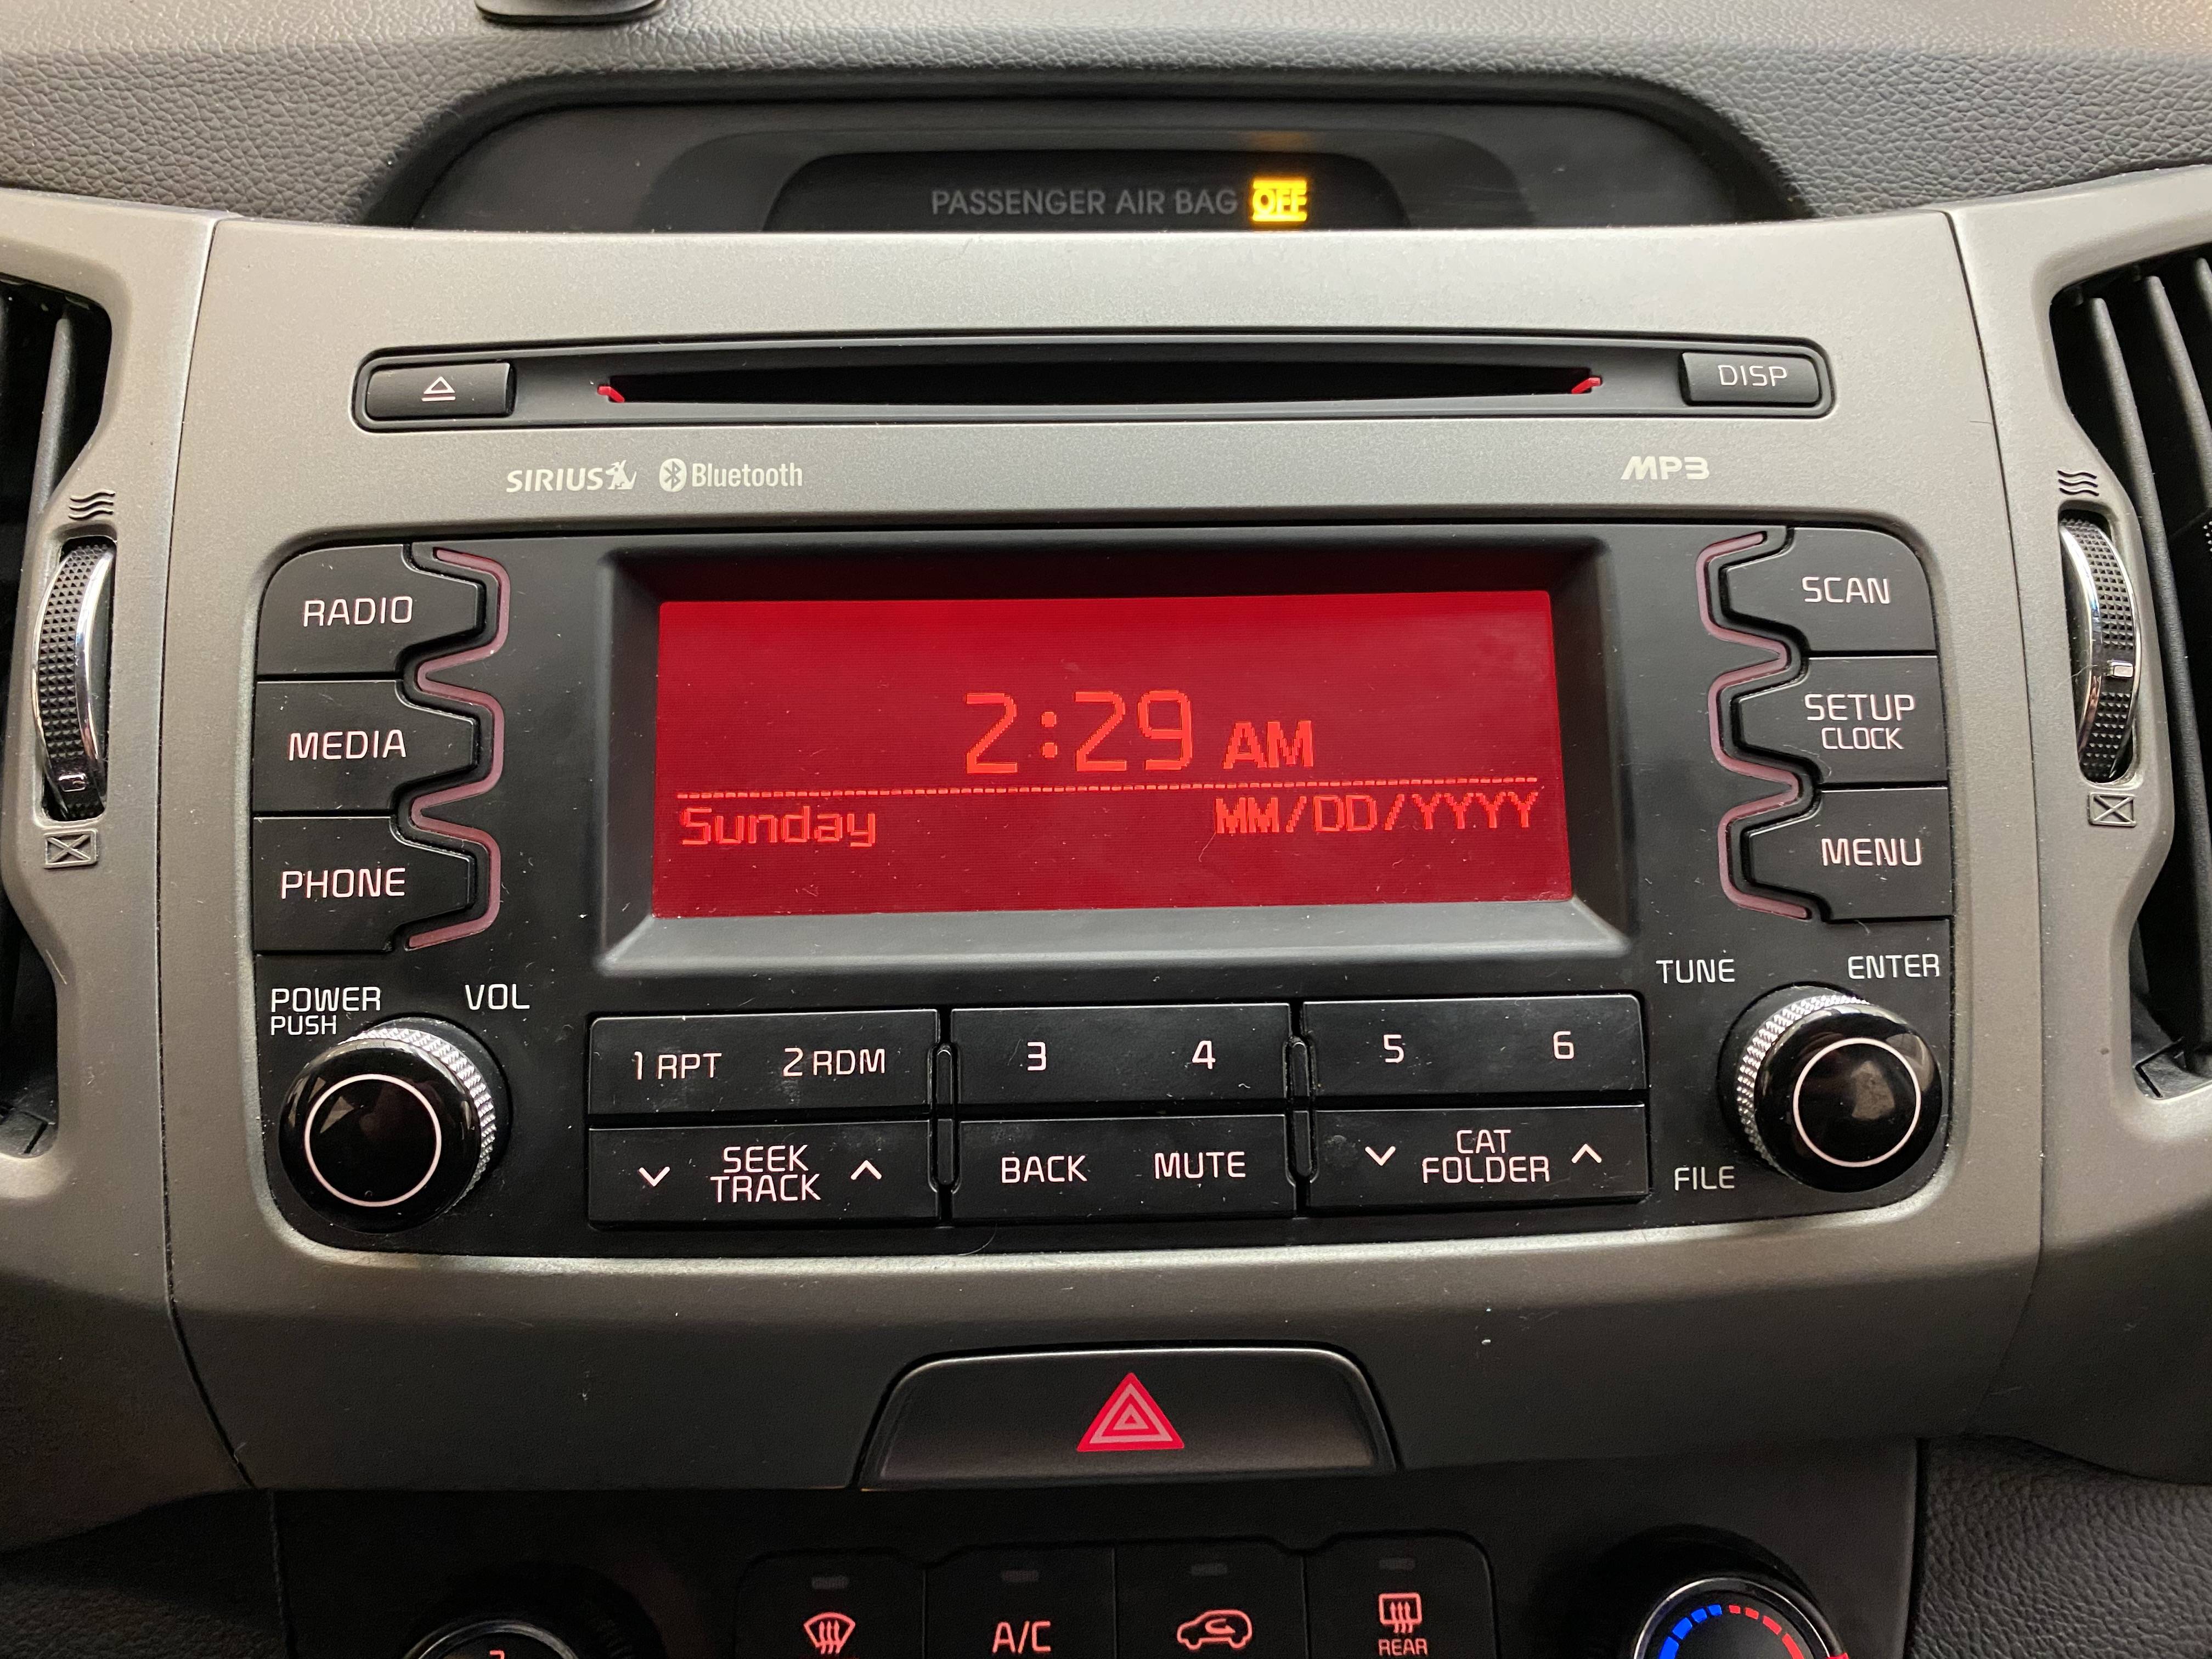 PASSENGER AIR BAG OFF
DISP
SIRIUS Bluetooth MP3
RADIO
MEDIA
PHONE
2:29 AM
Sunday MM/DD/YYYY
SCAN
SETUP
CLOCK
MENU
POWER
PUSH
VOL
TUNE
ENTER
FILE
1 RPT 2 RDM 3 4 5 6
SEEK
TRACK
BACK MUTE
CAT
FOLDER
A/C
REAR